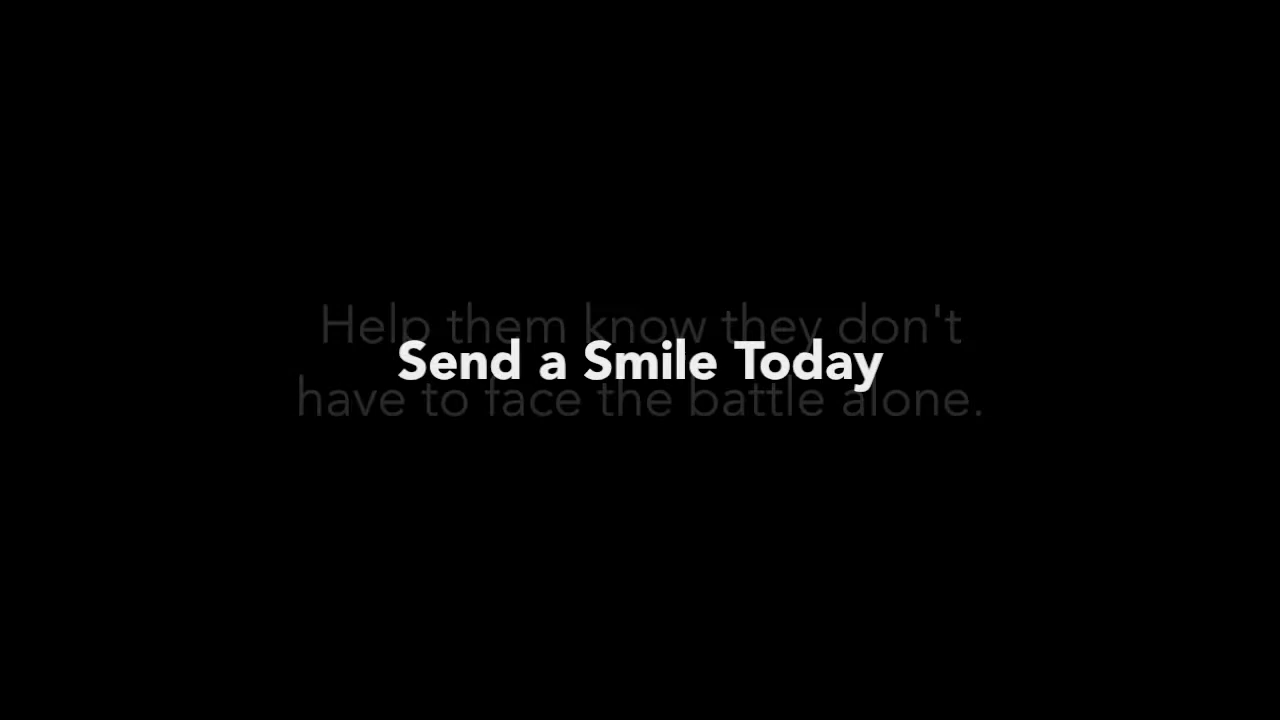 Help them know they don't
Send a Smile Today
have to face the battle alone.